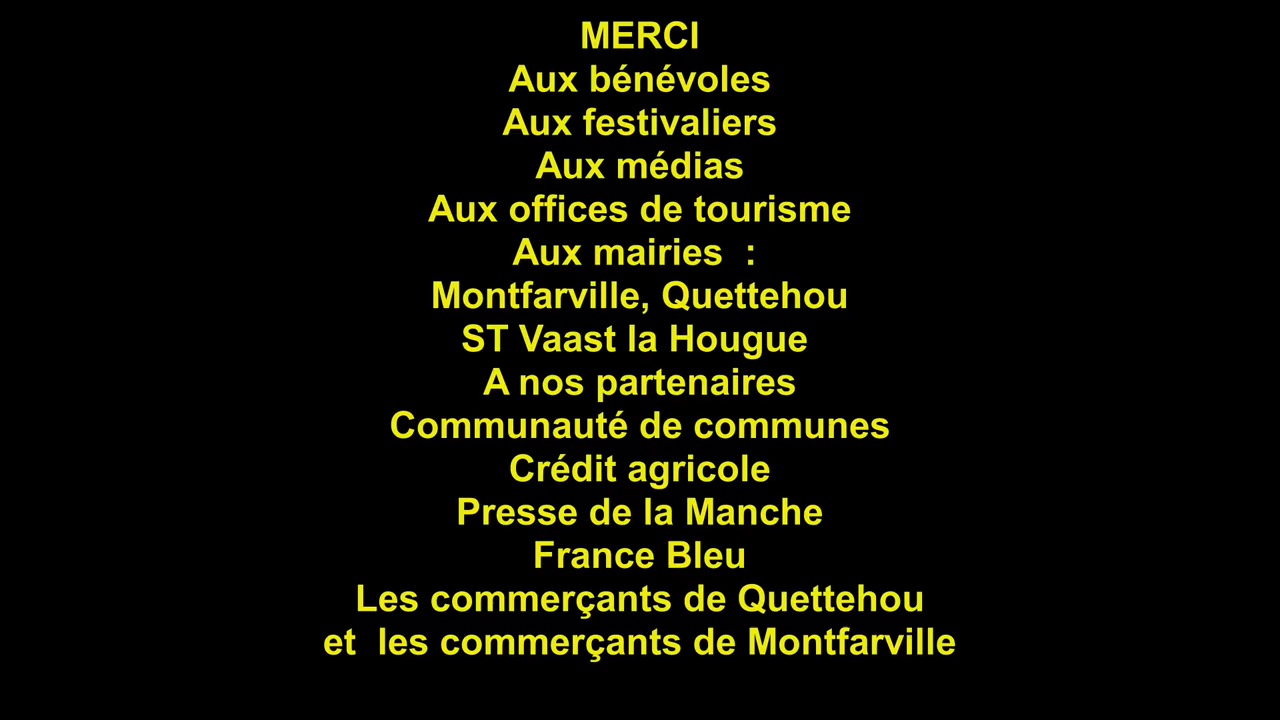 MERCI
Aux bénévoles
Aux festivaliers
Aux médias
Aux offices de tourisme
Aux mairies  :
Montfarville, Quettehou
ST Vaast la Hougue
A nos partenaires
Communauté de communes
Crédit agricole
Presse de la Manche
France Bleu
Les commerçants de Quettehou
et  les commerçants de Montfarville